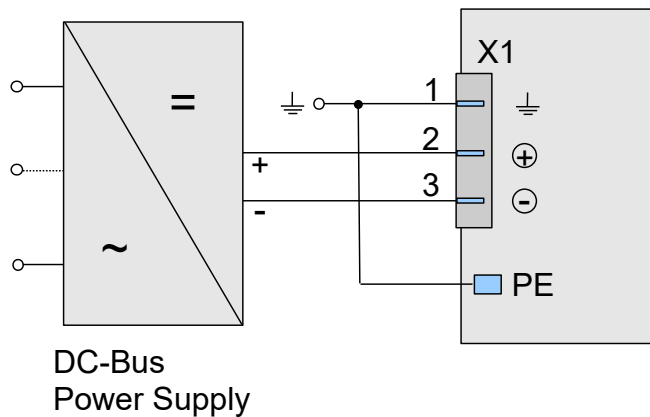 X1
=
1
2
+
+
3
-
-
~
PE
DC-Bus
Power Supply